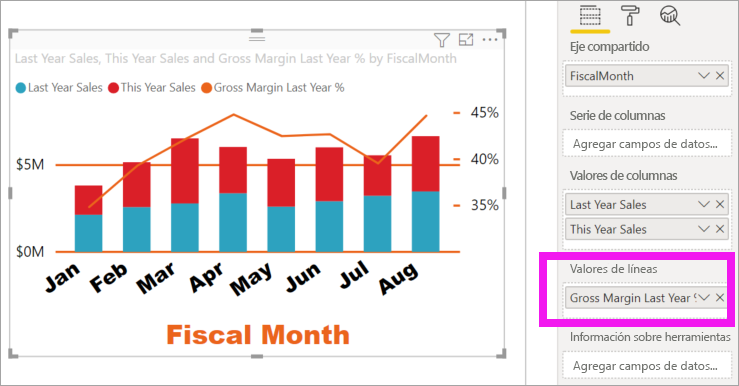 Last Year Sales, This Year Sales and Gross Margin Last Year % by FiscalMonth
Last Year Sales This Year Sales Gross Margin Last Year %
45%
$5M
40%
35%
$0M
Jan Feb Mar Apr May Jun Jul Aug
Fiscal Month
Eje compartido
FiscalMonth
Serie de columnas
Agregar campos de datos...
Valores de columnas
Last Year Sales
This Year Sales
Valores de líneas
Gross Margin Last Year
Información sobre herramientas
Agregar campos de datos...